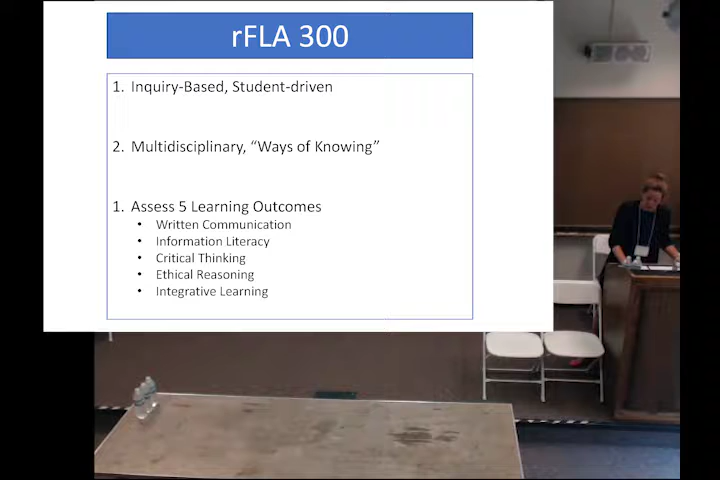 rFLA 300
1. Inquiry-Based, Student-driven
2. Multidisciplinary, “Ways of Knowing”
1. Assess 5 Learning Outcomes
• Written Communication
• Information Literacy
• Critical Thinking
• Ethical Reasoning
• Integrative Learning